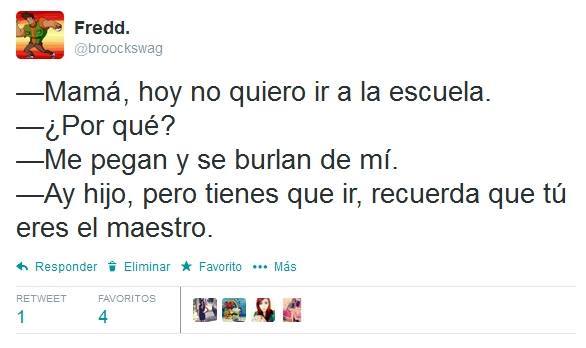 Fredd.
@broockswag
—Mamá, hoy no quiero ir a la escuela.
—¿Por qué?
—Me pegan y se burlan de mí.
—Ay hijo, pero tienes que ir, recuerda que tú
eres el maestro.
Responder Eliminar Favorito ••• Más
RETWEET FAVORITOS
1 4